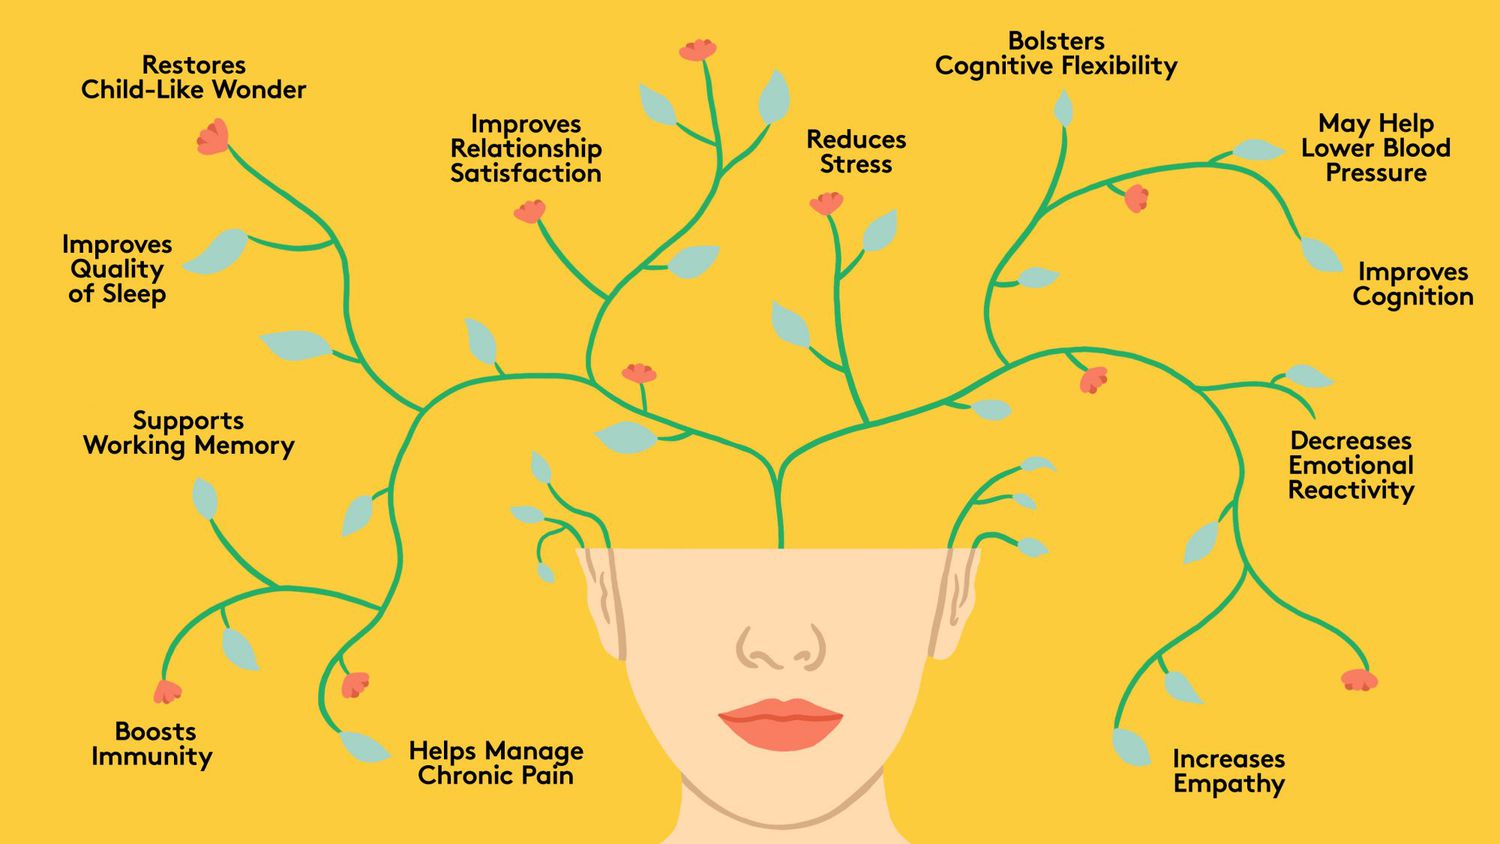 Restores
Child-Like Wonder
Improves
Relationship
Satisfaction
Reduces
Stress
Bolsters
Cognitive Flexibility
May Help
Lower Blood
Pressure
Improves
Quality
of Sleep
Improves
Cognition
Supports
Working Memory
Decreases
Emotional
Reactivity
Boosts
Immunity
Helps Manage
Chronic Pain
Increases
Empathy